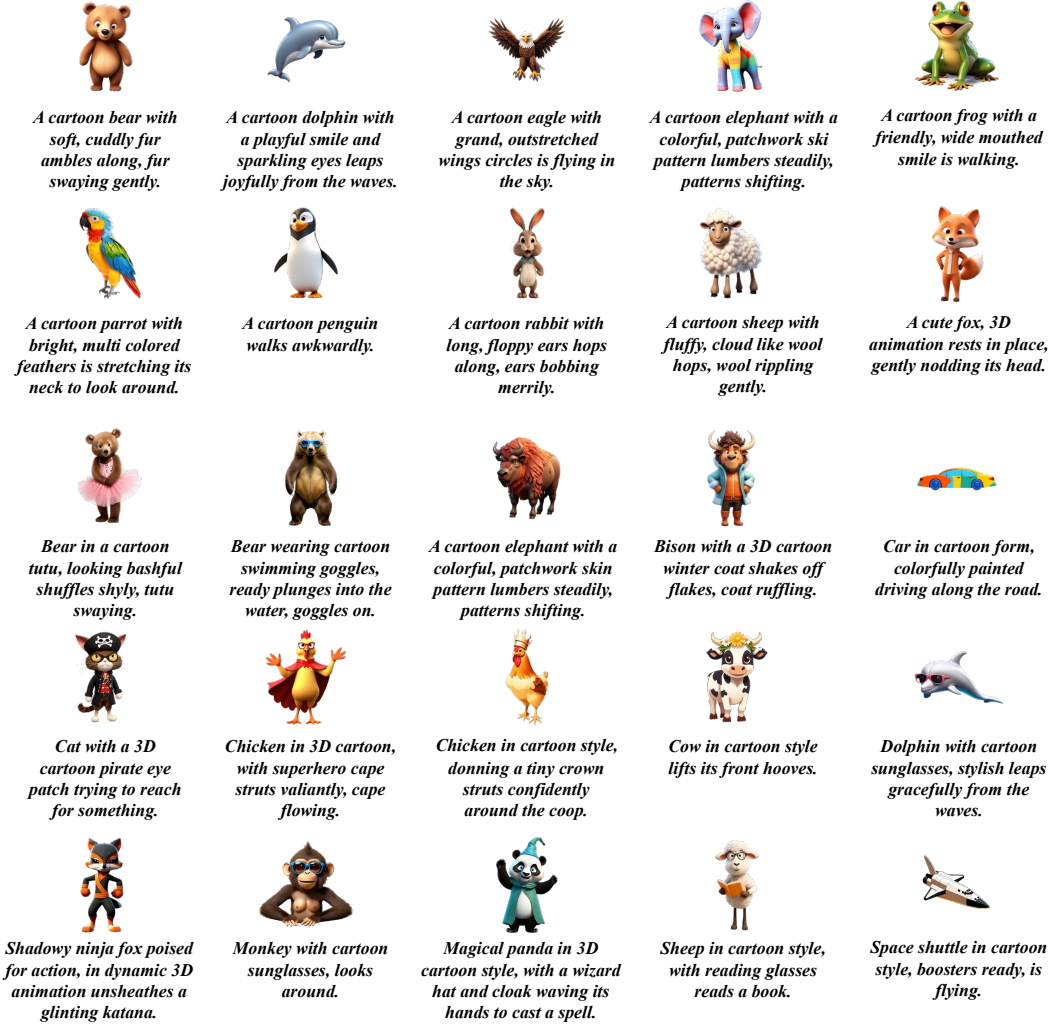 A cartoon bear with
soft, cuddly fur
ambles along, fur
swaying gently.
A cartoon dolphin with
a playful smile and
sparkling eyes leaps
joyfully from the waves.
A cartoon eagle with
grand, outstretched
wings circles is flying in
the sky.
A cartoon elephant with a
colorful, patchwork ski
pattern lumbers steadily,
patterns shifting.
A cartoon frog with a
friendly, wide mouthed
smile is walking.
A cartoon parrot with
bright, multi colored
feathers is stretching its
neck to look around.
A cartoon penguin
walks awkwardly.
A cartoon rabbit with
long, floppy ears hops
along, ears bobbing
merrily.
A cartoon sheep with
fluffy, cloud like wool
hops, wool rippling
gently.
A cute fox, 3D
animation rests in place,
gently nodding its head.
Bear in a cartoon
tutu, looking bashful
shuffles shyly, tutu
swaying.
Bear wearing cartoon
swimming goggles,
ready plunges into the
water, goggles on.
A cartoon elephant with a
colorful, patchwork skin
pattern lumbers steadily,
patterns shifting.
Bison with a 3D cartoon
winter coat shakes off
flakes, coat ruffling.
Car in cartoon form,
colorfully painted
driving along the road.
Cat with a 3D
cartoon pirate eye
patch trying to reach
for something.
Chicken in 3D cartoon,
with superhero cape
struts valiantly, cape
flowing.
Chicken in cartoon style,
donning a tiny crown
struts confidently
around the coop.
Cow in cartoon style
lifts its front hooves.
Dolphin with cartoon
sunglasses, stylish leaps
gracefully from the
waves.
Shadowy ninja fox poised
for action, in dynamic 3D
animation unsheathes a
glinting katana.
Monkey with cartoon
sunglasses, looks
around.
Magical panda in 3D
cartoon style, with a wizard
hat and cloak waving its
hands to cast a spell.
Sheep in cartoon style,
with reading glasses
reads a book.
Space shuttle in cartoon
style, boosters ready, is
flying.